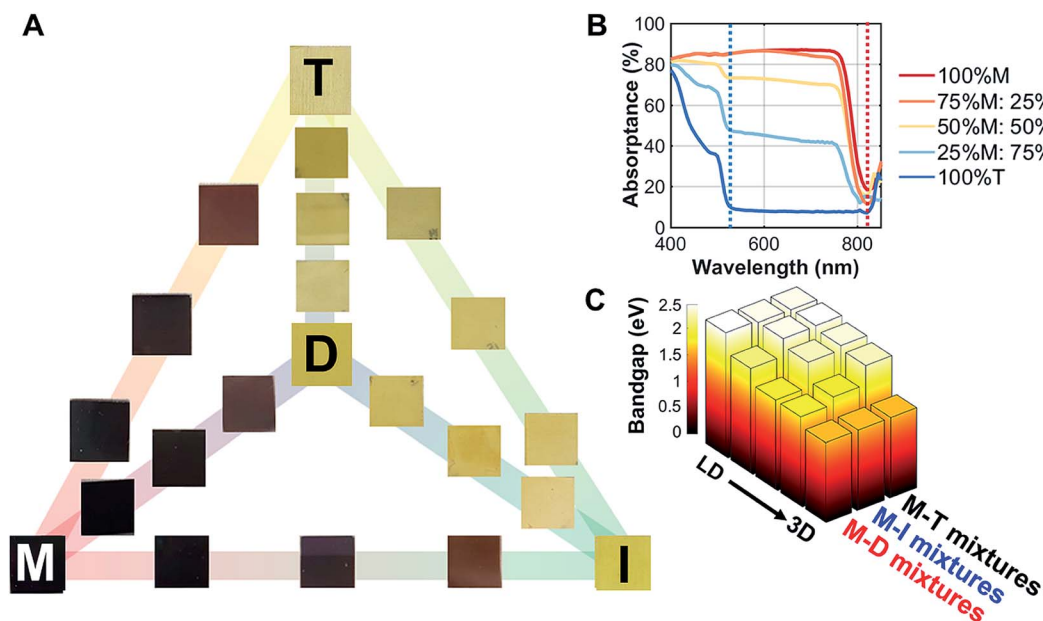 A
T
D
M
I
B
Absorptance (%)
100
80
60
40
20
0
400
600
800
Wavelength (nm)
100%M
75%M: 25%
50%M: 50%
25%M: 75%
100%T
C
Bandgap (eV)
2.5
2
1.5
1
0.5
0
LD
3D
M-T mixtures
M-I mixtures
M-D mixtures